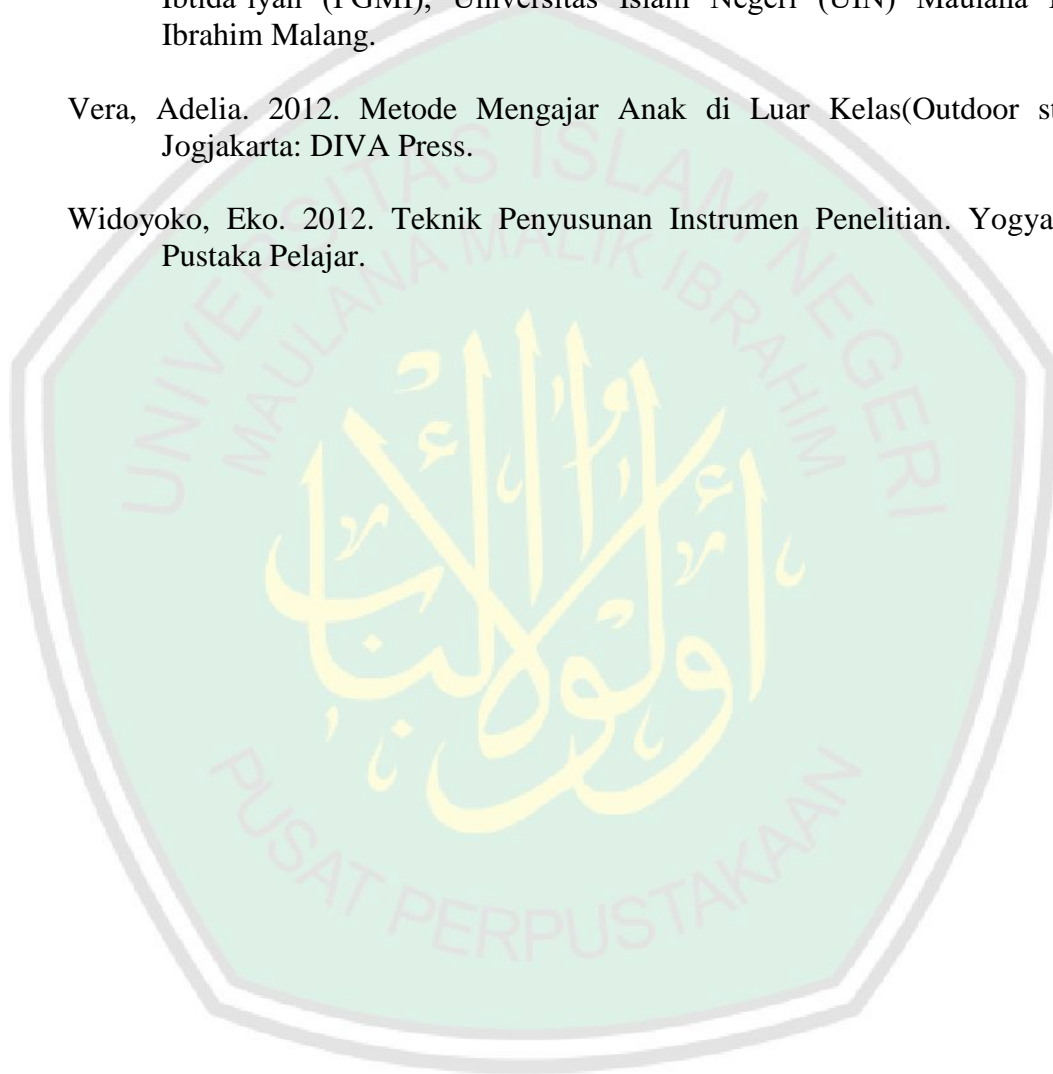 (PGMI), Universitas Islam Negeri (UIN) Maulana
Ibrahim Malang.
Vera, Adelia. 2012. Metode Mengajar Anak di Luar Kelas(Outdoor
Jogjakarta: DIVA Press.
Widoyoko, Eko. 2012. Teknik Penyusunan Instrumen Penelitian.
Pustaka Pelajar.
UNIVERSITAS ISLAM NEGERI
MAULANA MALIK IBRAHIM
أولو الألباب
PUSAT PERPUSTAKAAN